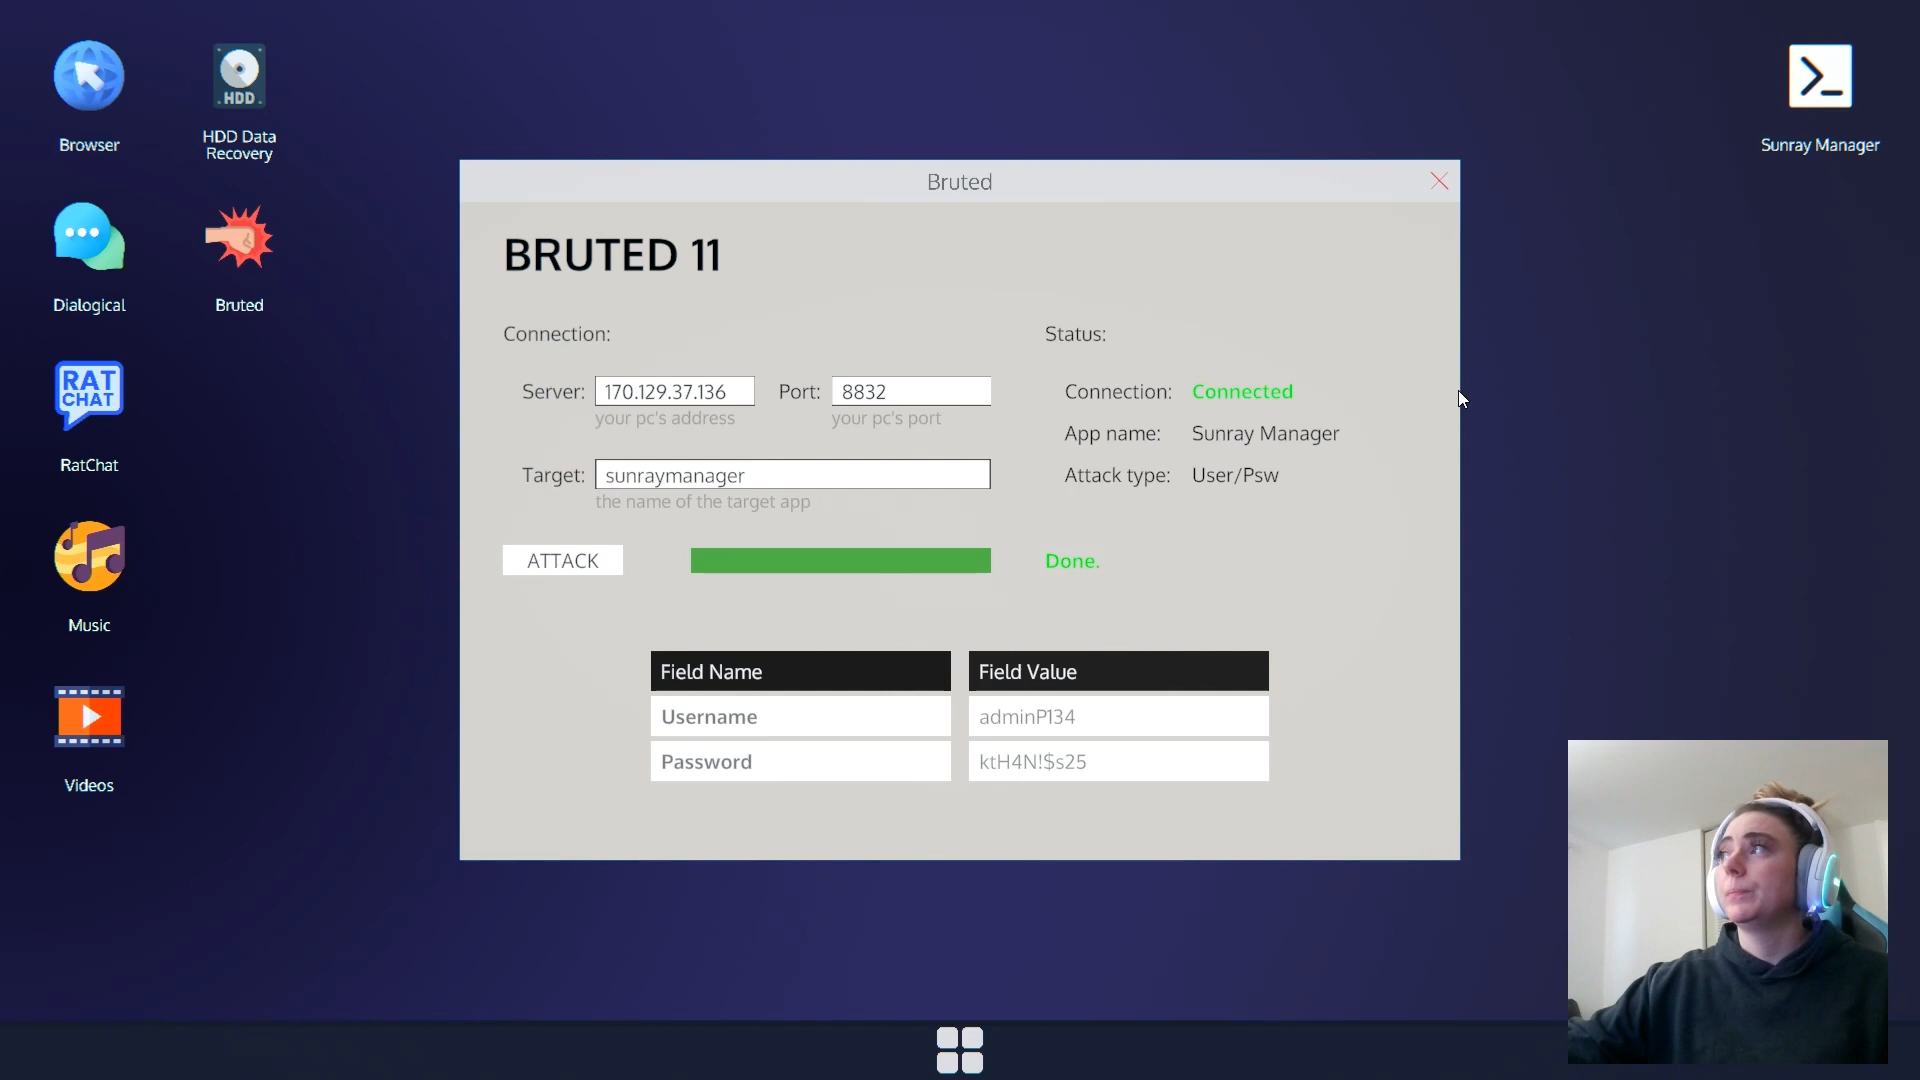 Browser
HDD
HDD Data
Recovery
Sunray Manager
Dialogical
Bruted
RAT
CHAT
RatChat
Music
Videos
Bruted
BRUTED 11
Connection:
Status:
Server: 170.129.37.136 Port: 8832
your pc's address your pc's port
Connection: Connected
App name: Sunray Manager
Target: sunraymanager
the name of the target app
Attack type: User/Psw
ATTACK
Done.
Field Name Field Value
Username adminP134
Password ktH4N!$s25